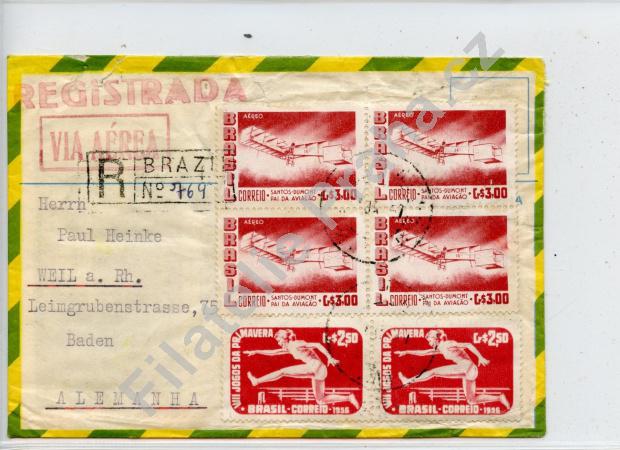 REGISTRADA
VIA AÉREA
R
BRAZ
Nº 769
Herrn
Paul Heinke
WEIL a. Rh.
Leimgrubenstrasse,75
Baden
ALEMANHA
AÉREO
BRASIL
CORREIO
SANTOS-DUMONT
PAI DA AVIAÇÃO
Cr$3.00
AÉREO
BRASIL
CORREIO
SANTOS-DUMONT
PAI DA AVIAÇÃO
Cr$3.00
AÉREO
BRASIL
CORREIO
SANTOS-DUMONT
PAI DA AVIAÇÃO
Cr$3.00
AÉREO
BRASIL
CORREIO
SANTOS-DUMONT
PAI DA AVIAÇÃO
Cr$3.00
VIII JOGOS DA PRIMAVERA
Cr$2,50
BRASIL-CORREIO-1956
VIII JOGOS DA PRIMAVERA
Cr$2,50
BRASIL-CORREIO-1956
A
Filatelie Praha.cz